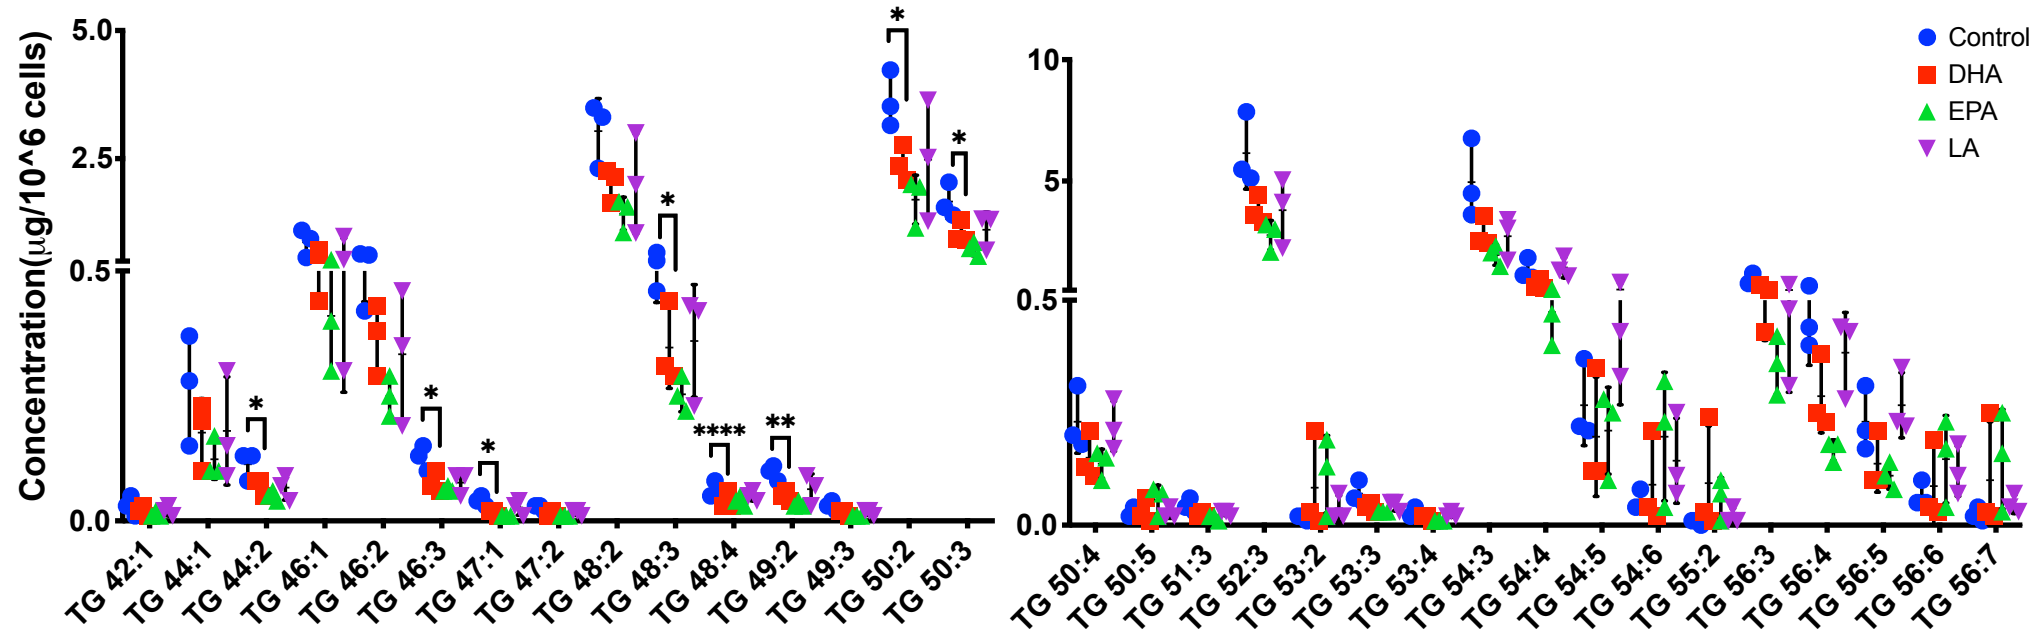 Concentration(µg/10^6 cells)
5.0
2.5
0.5
0.0
*
*
*
*
****
**
*
*
TG 42:1
TG 44:1
TG 44:2
TG 46:1
TG 46:2
TG 46:3
TG 47:1
TG 47:2
TG 48:2
TG 48:3
TG 48:4
TG 49:2
TG 49:3
TG 50:2
TG 50:3
10
5
0.5
0.0
TG 50:4
TG 50:5
TG 51:3
TG 52:3
TG 53:2
TG 53:3
TG 53:4
TG 54:3
TG 54:4
TG 54:5
TG 54:6
TG 55:2
TG 56:3
TG 56:4
TG 56:5
TG 56:6
TG 56:7
Control
DHA
EPA
LA